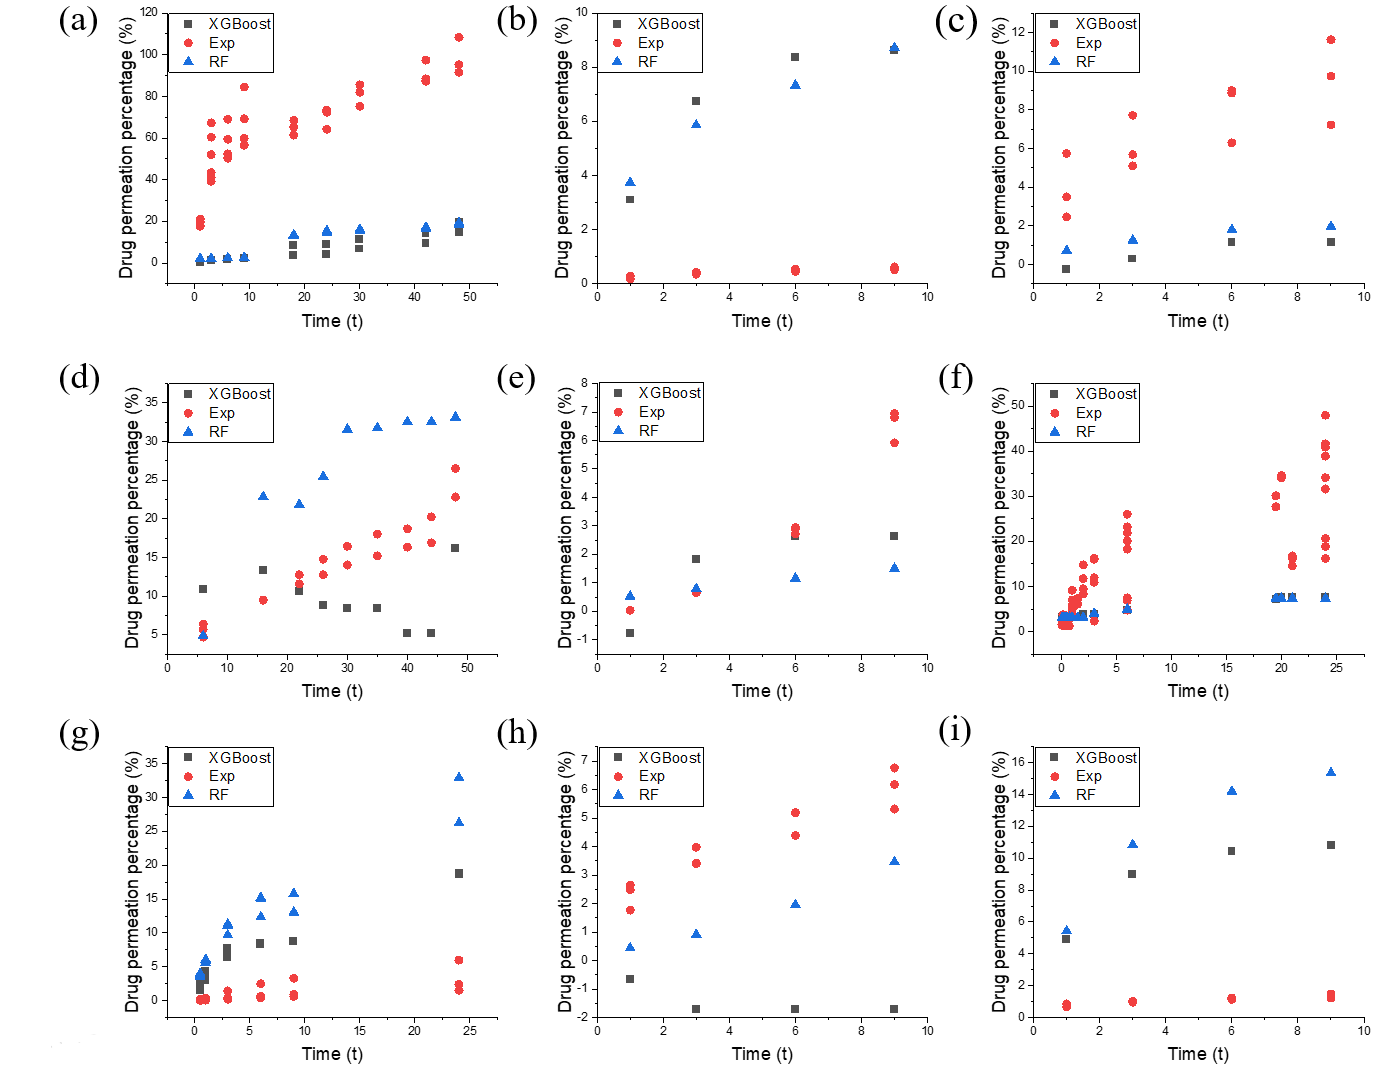 (a)
Drug permeation percentage (%)
120
100
80
60
40
20
0
XGBoost
Exp
RF
0 10 20 30 40 50
Time (t)
(b)
Drug permeation percentage (%)
10
8
6
4
2
0
XGBoost
Exp
RF
0 2 4 6 8 10
Time (t)
(c)
Drug permeation percentage (%)
12
10
8
6
4
2
0
XGBoost
Exp
RF
0 2 4 6 8 10
Time (t)
(d)
Drug permeation percentage (%)
35
30
25
20
15
10
5
XGBoost
Exp
RF
0 10 20 30 40 50
Time (t)
(e)
Drug permeation percentage (%)
8
7
6
5
4
3
2
1
0
-1
XGBoost
Exp
RF
0 2 4 6 8 10
Time (t)
(f)
Drug permeation percentage (%)
50
40
30
20
10
0
XGBoost
Exp
RF
0 5 10 15 20 25
Time (t)
(g)
Drug permeation percentage (%)
35
30
25
20
15
10
5
0
XGBoost
Exp
RF
0 5 10 15 20 25
Time (t)
(h)
Drug permeation percentage (%)
7
6
5
4
3
2
1
0
-1
-2
XGBoost
Exp
RF
0 2 4 6 8 10
Time (t)
(i)
Drug permeation percentage (%)
16
14
12
10
8
6
4
2
0
XGBoost
Exp
RF
0 2 4 6 8 10
Time (t)